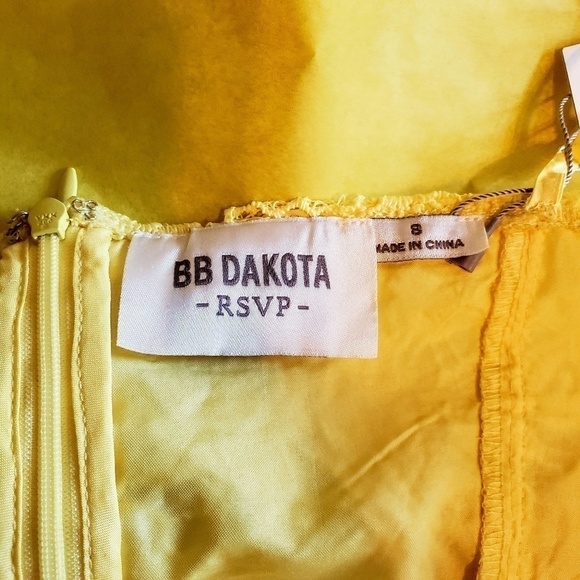 BB DAKOTA
- RSVP -
S
MADE IN CHINA